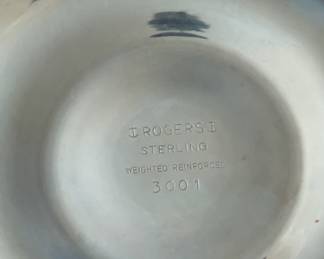 ROGERS
STERLING
WEIGHTED REINFORCED
3001